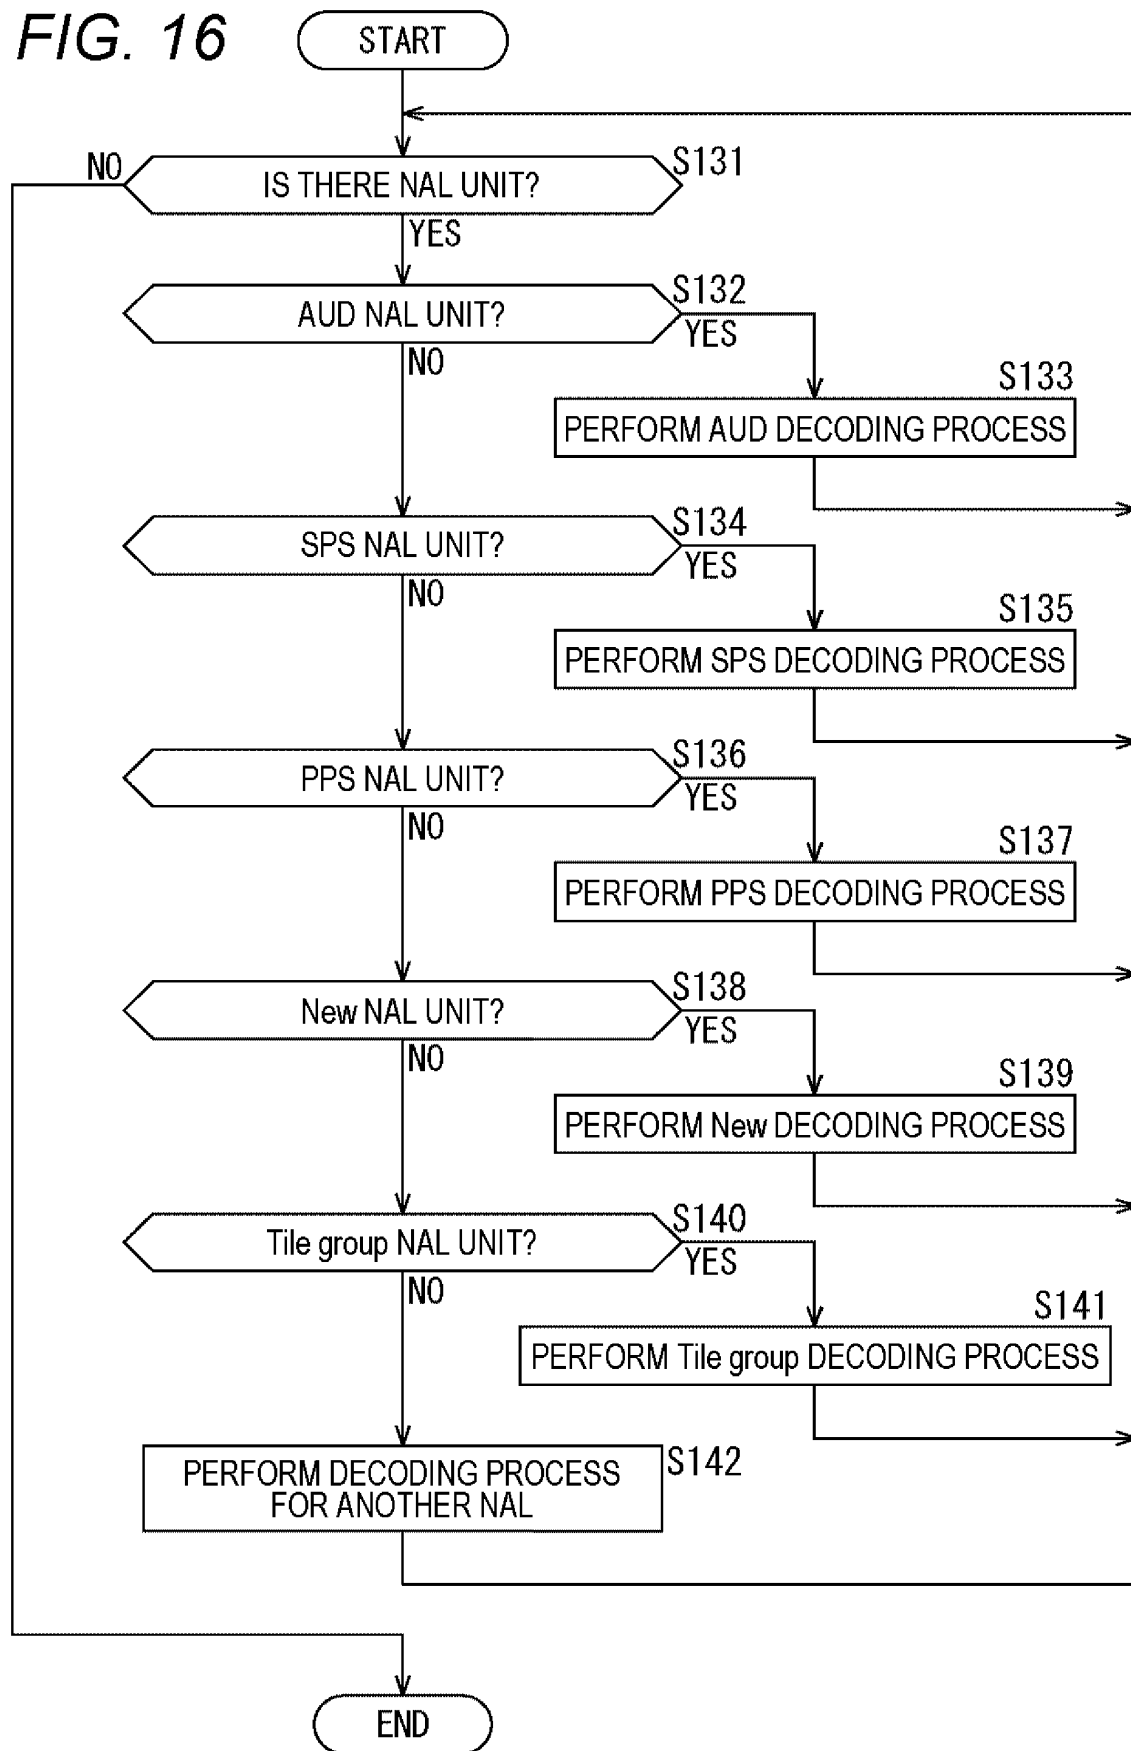 FIG. 16
START
S131
NO
IS THERE NAL UNIT?
YES
S132
AUD NAL UNIT?
YES
NO
S133
PERFORM AUD DECODING PROCESS
S134
SPS NAL UNIT?
YES
NO
S135
PERFORM SPS DECODING PROCESS
S136
PPS NAL UNIT?
YES
NO
S137
PERFORM PPS DECODING PROCESS
S138
New NAL UNIT?
YES
NO
S139
PERFORM New DECODING PROCESS
S140
Tile group NAL UNIT?
YES
NO
S141
PERFORM Tile group DECODING PROCESS
S142
PERFORM DECODING PROCESS
FOR ANOTHER NAL
END